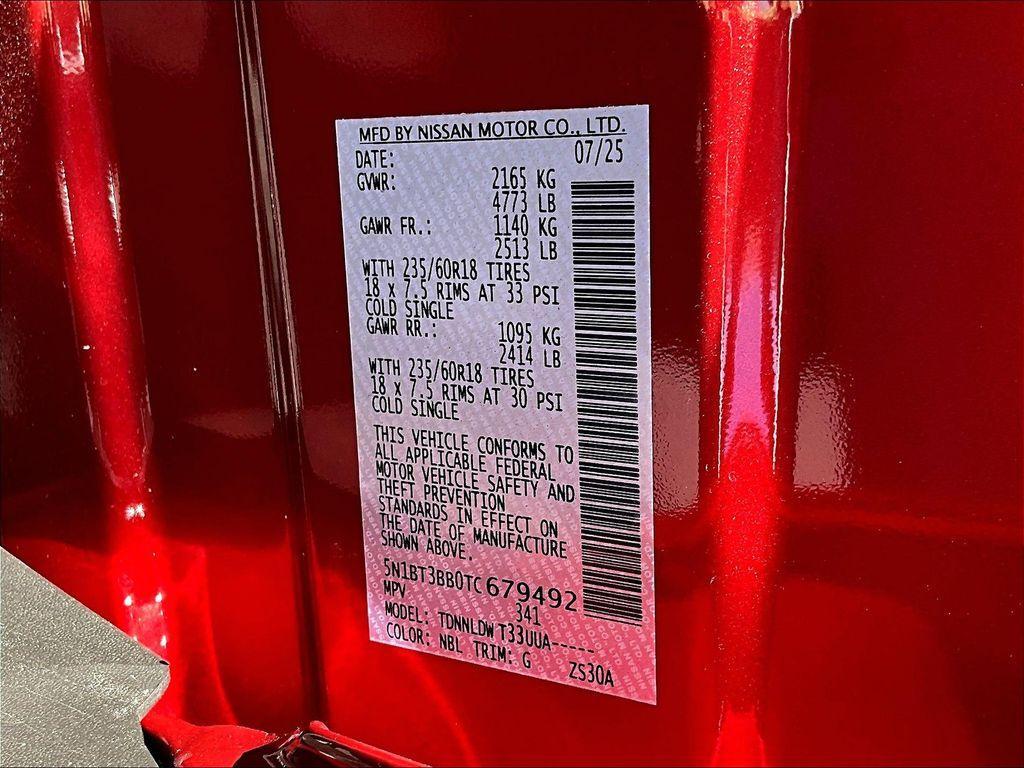 MFD BY NISSAN MOTOR CO., LTD.
DATE: 07/25
GVWR: 2165 KG
4773 LB
GAWR FR.: 1140 KG
2513 LB
WITH 235/60R18 TIRES
18 x 7.5 RIMS AT 33 PSI
COLD SINGLE
GAWR RR.: 1095 KG
2414 LB
WITH 235/60R18 TIRES
18 x 7.5 RIMS AT 30 PSI
COLD SINGLE
THIS VEHICLE CONFORMS TO
ALL APPLICABLE FEDERAL
MOTOR VEHICLE SAFETY AND
THEFT PREVENTION
STANDARDS IN EFFECT ON
THE DATE OF MANUFACTURE
SHOWN ABOVE.
5N1BT3BB0TC679492
MPV 341
MODEL: TDNNLDW T33UUA-----
COLOR: NBL TRIM: G ZS30A